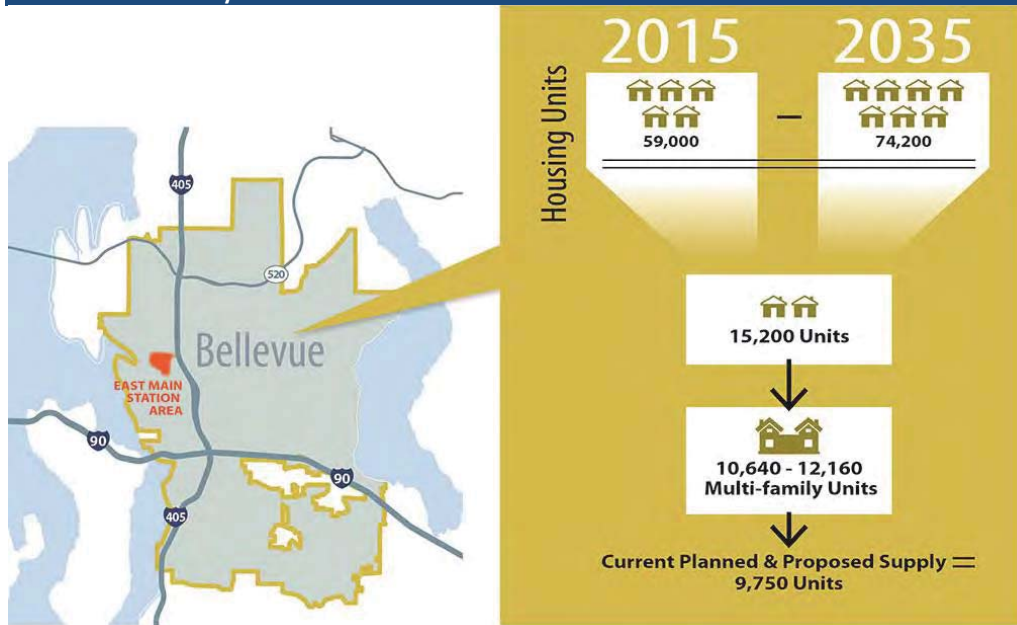 2015
2035
Housing Units
59,000
–
74,200
15,200 Units
10,640 - 12,160
Multi-family Units
Current Planned & Proposed Supply =
9,750 Units
405
520
Bellevue
EAST MAIN
STATION
AREA
90
90
405